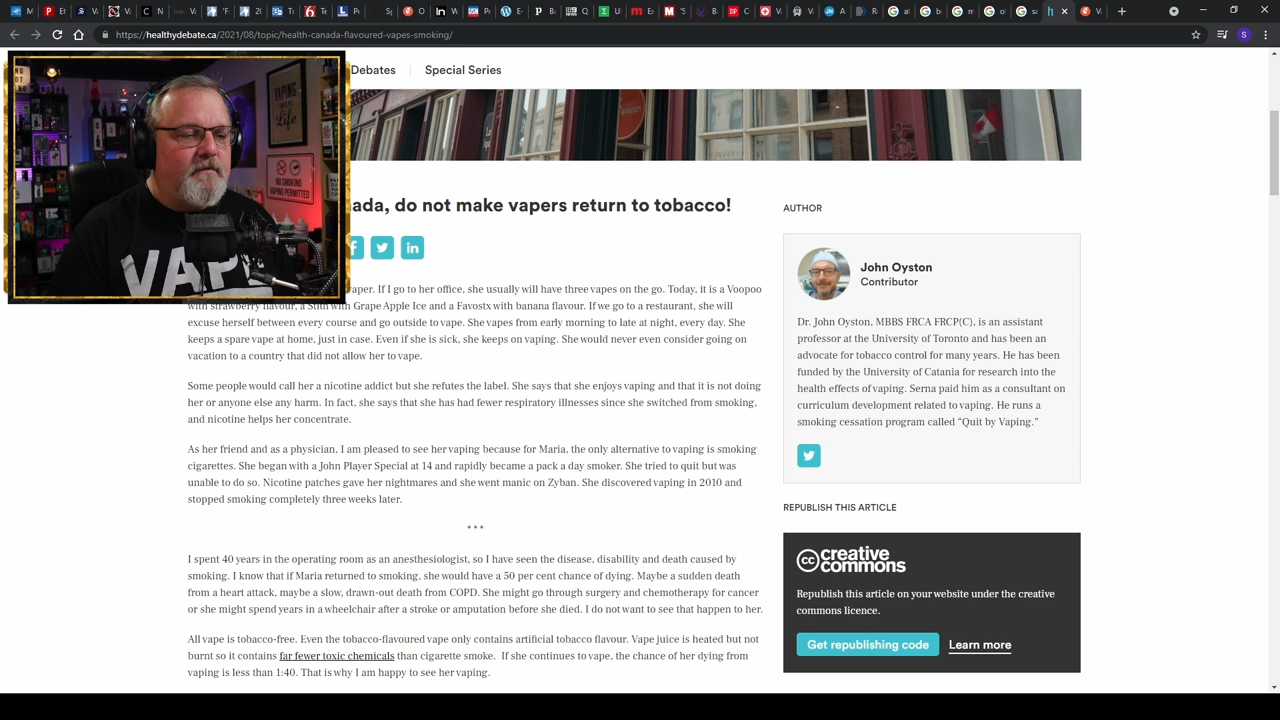 https://healthydebate.ca/2021/08/topic/health-canada-flavoured-vapes-smoking/
Debates
Special Series
VAPING
Life
NO SMOKING
VAPING PERMITTED
VAPE
ada, do not make vapers return to tobacco!
aper. If I go to her office, she usually will have three vapes on the go. Today, it is a Voopoo
with strawberry flavour, a Stlth with Grape Apple Ice and a Favostx with banana flavour. If we go to a restaurant, she will
excuse herself between every course and go outside to vape. She vapes from early morning to late at night, every day. She
keeps a spare vape at home, just in case. Even if she is sick, she keeps on vaping. She would never even consider going on
vacation to a country that did not allow her to vape.
Some people would call her a nicotine addict but she refutes the label. She says that she enjoys vaping and that it is not doing
her or anyone else any harm. In fact, she says that she has had fewer respiratory illnesses since she switched from smoking,
and nicotine helps her concentrate.
As her friend and as a physician, I am pleased to see her vaping because for Maria, the only alternative to vaping is smoking
cigarettes. She began with a John Player Special at 14 and rapidly became a pack a day smoker. She tried to quit but was
unable to do so. Nicotine patches gave her nightmares and she went manic on Zyban. She discovered vaping in 2010 and
stopped smoking completely three weeks later.
* * *
I spent 40 years in the operating room as an anesthesiologist, so I have seen the disease, disability and death caused by
smoking. I know that if Maria returned to smoking, she would have a 50 per cent chance of dying. Maybe a sudden death
from a heart attack, maybe a slow, drawn-out death from COPD. She might go through surgery and chemotherapy for cancer
or she might spend years in a wheelchair after a stroke or amputation before she died. I do not want to see that happen to her.
All vape is tobacco-free. Even the tobacco-flavoured vape only contains artificial tobacco flavour. Vape juice is heated but not
burnt so it contains far fewer toxic chemicals than cigarette smoke. If she continues to vape, the chance of her dying from
vaping is less than 1:40. That is why I am happy to see her vaping.
AUTHOR
John Oyston
Contributor
Dr. John Oyston, MBBS FRCA FRCP(C), is an assistant
professor at the University of Toronto and has been an
advocate for tobacco control for many years. He has been
funded by the University of Catania for research into the
health effects of vaping. Serna paid him as a consultant on
curriculum development related to vaping. He runs a
smoking cessation program called “Quit by Vaping.”
REPUBLISH THIS ARTICLE
cc creative
commons
Republish this article on your website under the creative
commons licence.
Get republishing code
Learn more